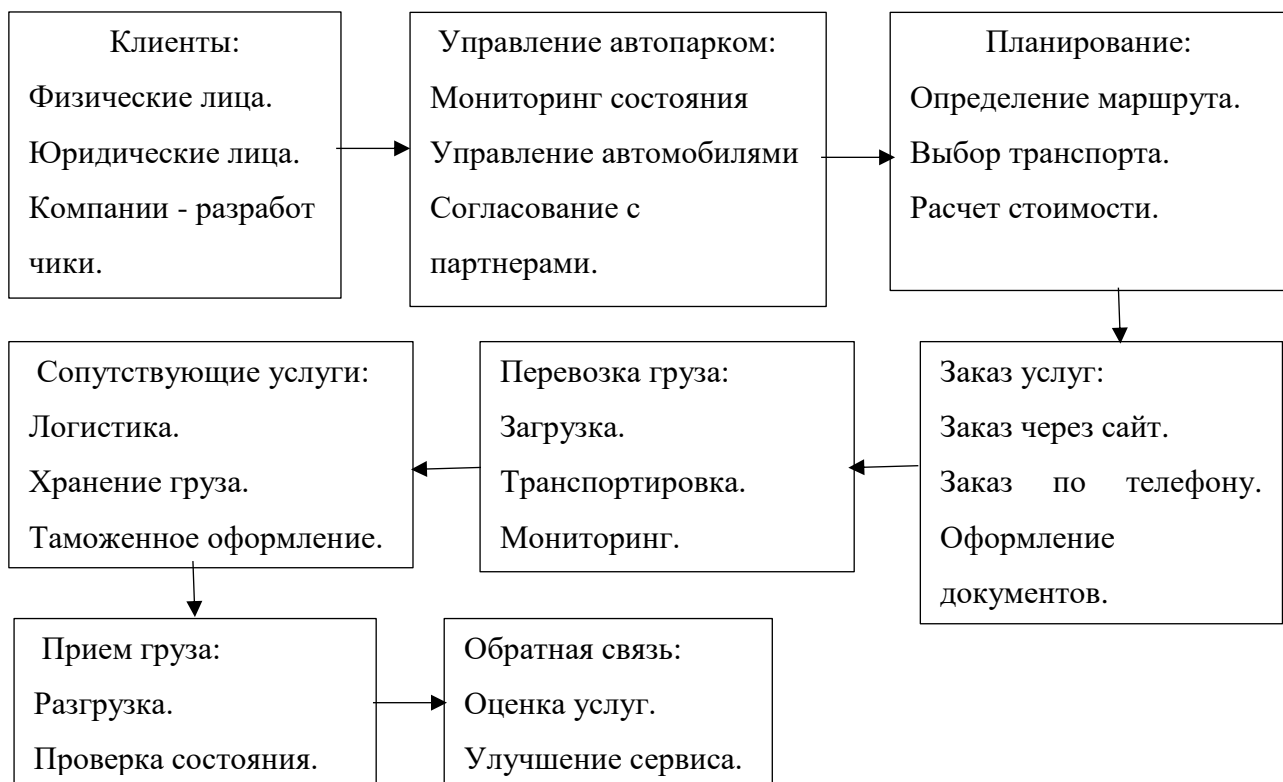 Клиенты:
Физические лица.
Юридические лица.
Компании - разработ
чики.
Управление автопарком:
Мониторинг состояния
Управление автомобилями
Согласование с
партнерами.
Планирование:
Определение маршрута.
Выбор транспорта.
Расчет стоимости.
Заказ услуг:
Заказ через сайт.
Заказ по телефону.
Оформление
документов.
Перевозка груза:
Загрузка.
Транспортировка.
Мониторинг.
Сопутствующие услуги:
Логистика.
Хранение груза.
Таможенное оформление.
Прием груза:
Разгрузка.
Проверка состояния.
Обратная связь:
Оценка услуг.
Улучшение сервиса.